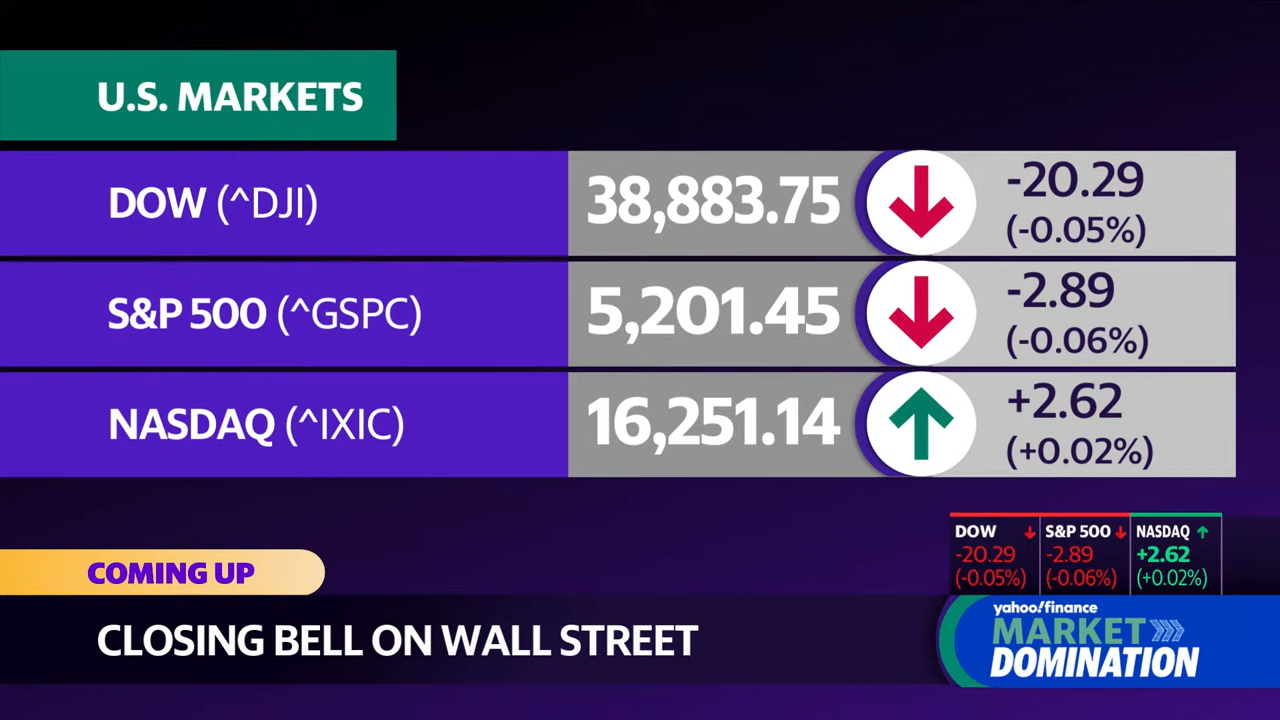 U.S. MARKETS
DOW (^DJI) 38,883.75 -20.29
(-0.05%)
S&P 500 (^GSPC) 5,201.45 -2.89
(-0.06%)
NASDAQ (^IXIC) 16,251.14 +2.62
(+0.02%)
DOW S&P 500 NASDAQ
-20.29 -2.89 +2.62
(-0.05%) (-0.06%) (+0.02%)
COMING UP
CLOSING BELL ON WALL STREET
yahoo!finance
MARKET
DOMINATION